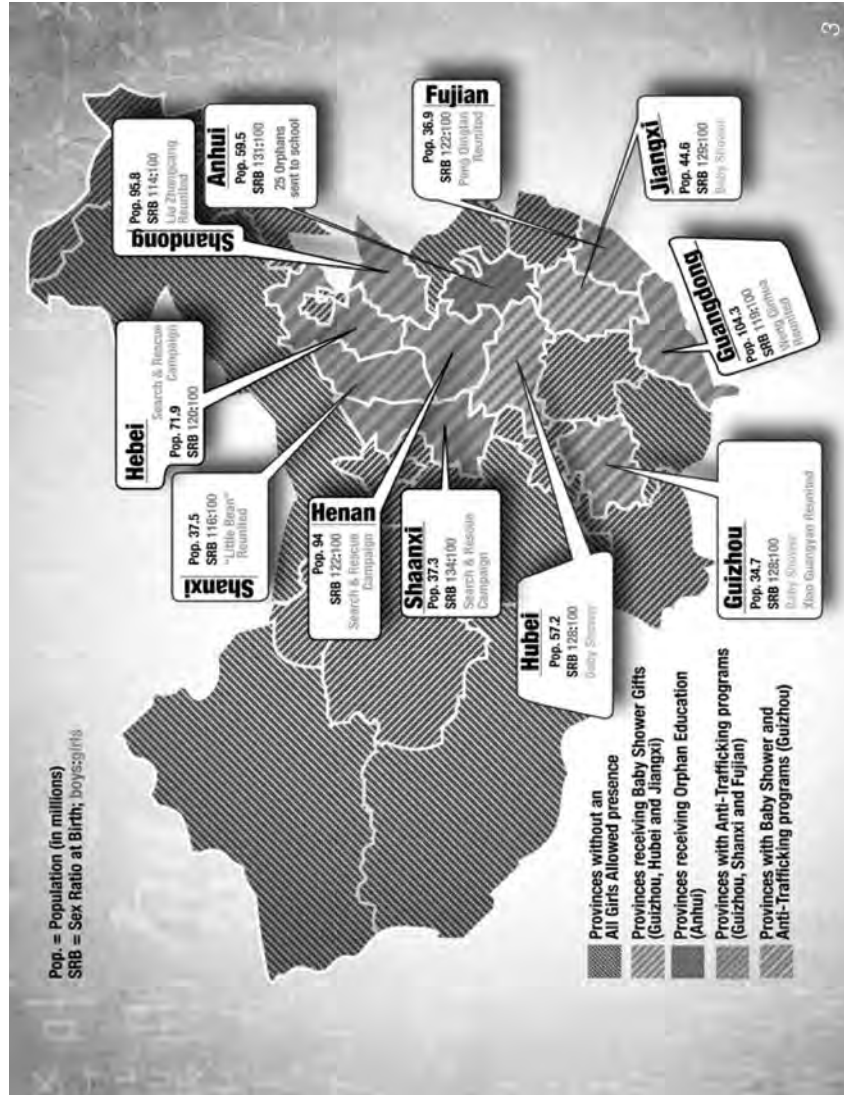 Pop. = Population (in millions)
SRB = Sex Ratio at Birth; boys:girls
Hebei
Search & Rescue
Pop. 71.9 Campaign
SRB 120:100
Pop. 95.8
SRB 114:100
Liu
Reunited
Shandong
Pop. 37.5
SRB 116:100
"Little Bean"
Reunited
Shanxi
Anhui
Pop. 59.5
SRB 131:100
25 Orphans
sent to school
Pop. 94 Henan
SRB 122:100
Search & Rescue
Campaign
Shaanxi
Pop. 37.3
SRB 134:100
Search & Rescue
Campaign
Fujian
Pop. 36.9
SRB 122:100
Peng
Reunited
Hubei
Pop. 57.2
SRB 128:100
Baby Shower
Jiangxi
Pop. 44.6
SRB 129:100
Baby Shower
Guangdong
Pop. 104.3
SRB 119:100
Reunited
Guizhou
Pop. 34.7
SRB 128:100
Baby Shower
Xiao Guangyan Reunited
Provinces without an
All Girls Allowed presence
Provinces receiving Baby Shower Gifts
(Guizhou, Hubei and Jiangxi)
Provinces receiving Orphan Education
(Anhui)
Provinces with Anti-Trafficking programs
(Guizhou, Shanxi and Fujian)
Provinces with Baby Shower and
Anti-Trafficking programs (Guizhou)
3